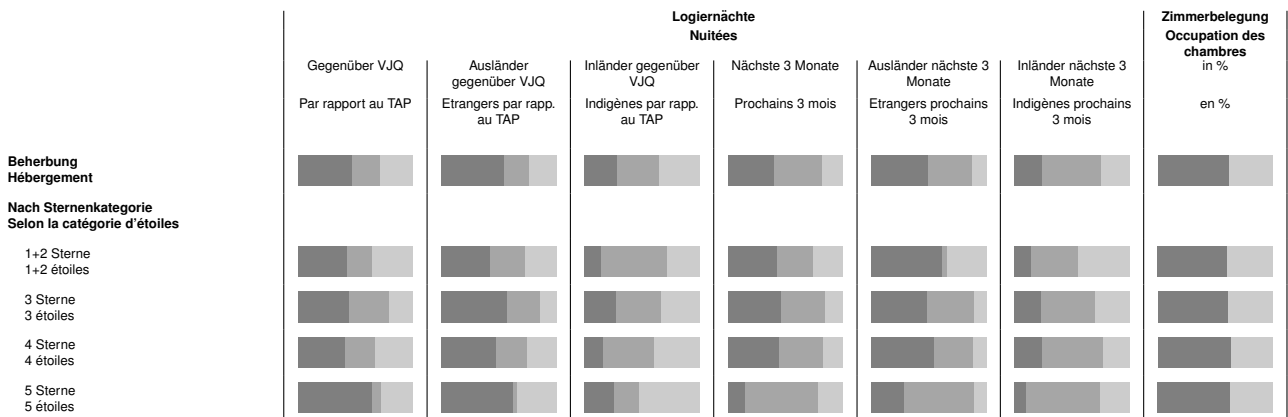 Logiernächte
Nuitées
Zimmerbelegung
Occupation des
chambres
Gegenüber VJQ
Ausländer
gegenüber VJQ
Inländer gegenüber
VJQ
Nächste 3 Monate
Ausländer nächste 3
Monate
Inländer nächste 3
Monate
in %
Par rapport au TAP
Etrangers par rapp.
au TAP
Indigènes par rapp.
au TAP
Prochains 3 mois
Etrangers prochains
3 mois
Indigènes prochains
3 mois
en %
Beherbung
Hébergement
Nach Sternenkategorie
Selon la catégorie d'étoiles
1+2 Sterne
1+2 étoiles
3 Sterne
3 étoiles
4 Sterne
4 étoiles
5 Sterne
5 étoiles